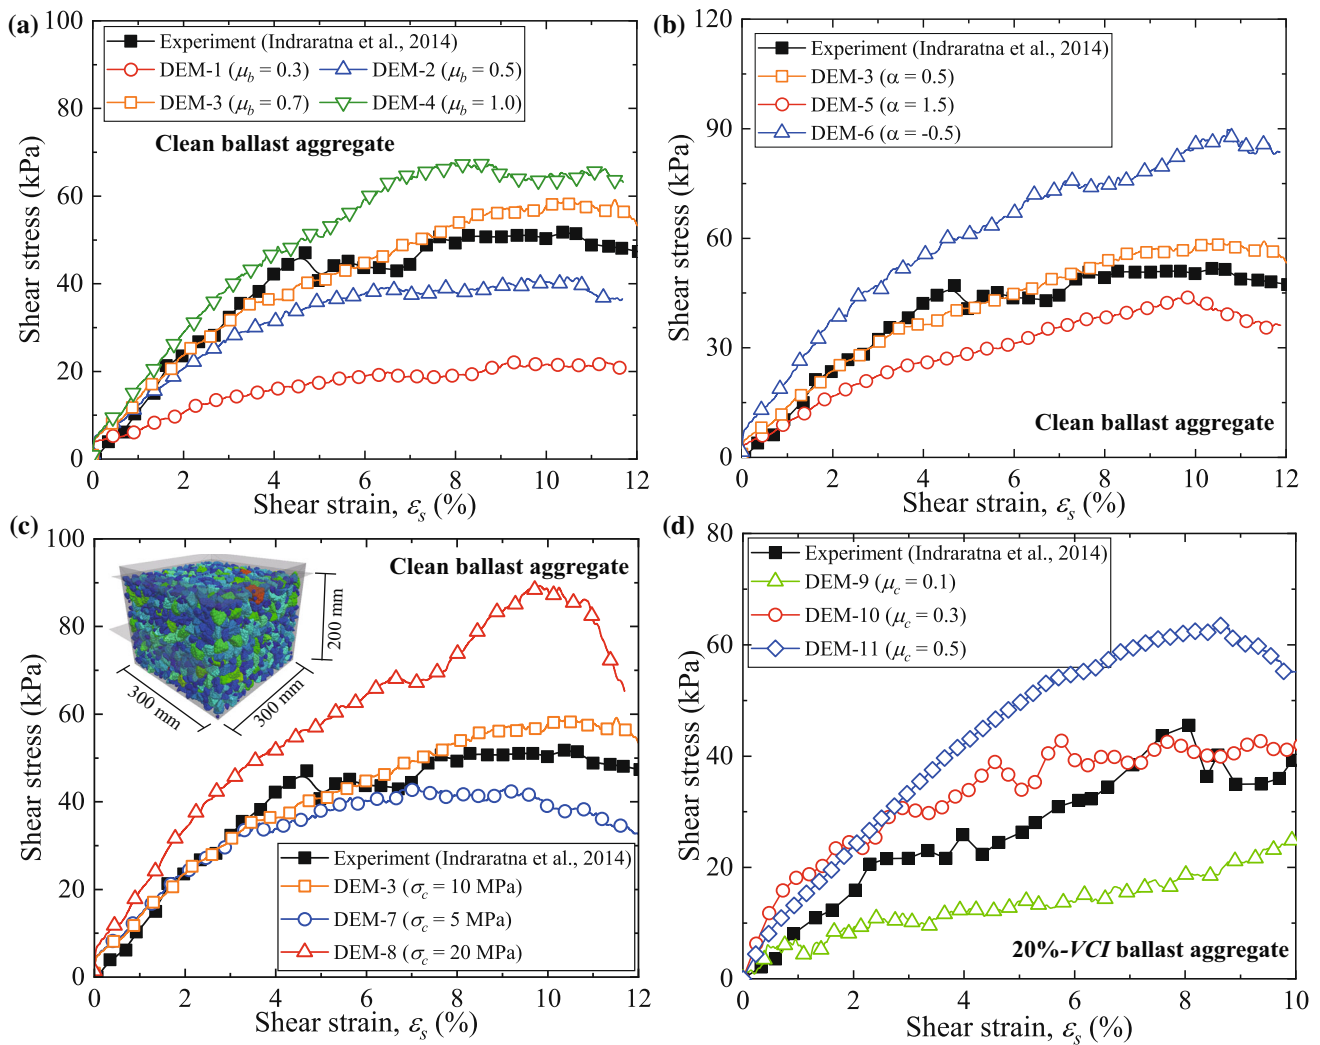 (a)
100
80
60
40
20
0
Shear stress (kPa)
Experiment (Indraratna et al., 2014)
DEM-1 (μb = 0.3)
DEM-2 (μb = 0.5)
DEM-3 (μb = 0.7)
DEM-4 (μb = 1.0)
Clean ballast aggregate
0 2 4 6 8 10 12
Shear strain, εs (%)
(b)
120
90
60
30
0
Shear stress (kPa)
Experiment (Indraratna et al., 2014)
DEM-3 (α = 0.5)
DEM-5 (α = 1.5)
DEM-6 (α = -0.5)
Clean ballast aggregate
0 2 4 6 8 10 12
Shear strain, εs (%)
(c)
100
80
60
40
20
0
Shear stress (kPa)
Clean ballast aggregate
200 mm
300 mm
300 mm
Experiment (Indraratna et al., 2014)
DEM-3 (σc = 10 MPa)
DEM-7 (σc = 5 MPa)
DEM-8 (σc = 20 MPa)
0 2 4 6 8 10 12
Shear strain, εs (%)
(d)
80
60
40
20
0
Shear stress (kPa)
Experiment (Indraratna et al., 2014)
DEM-9 (μc = 0.1)
DEM-10 (μc = 0.3)
DEM-11 (μc = 0.5)
20%-VCI ballast aggregate
0 2 4 6 8 10
Shear strain, εs (%)